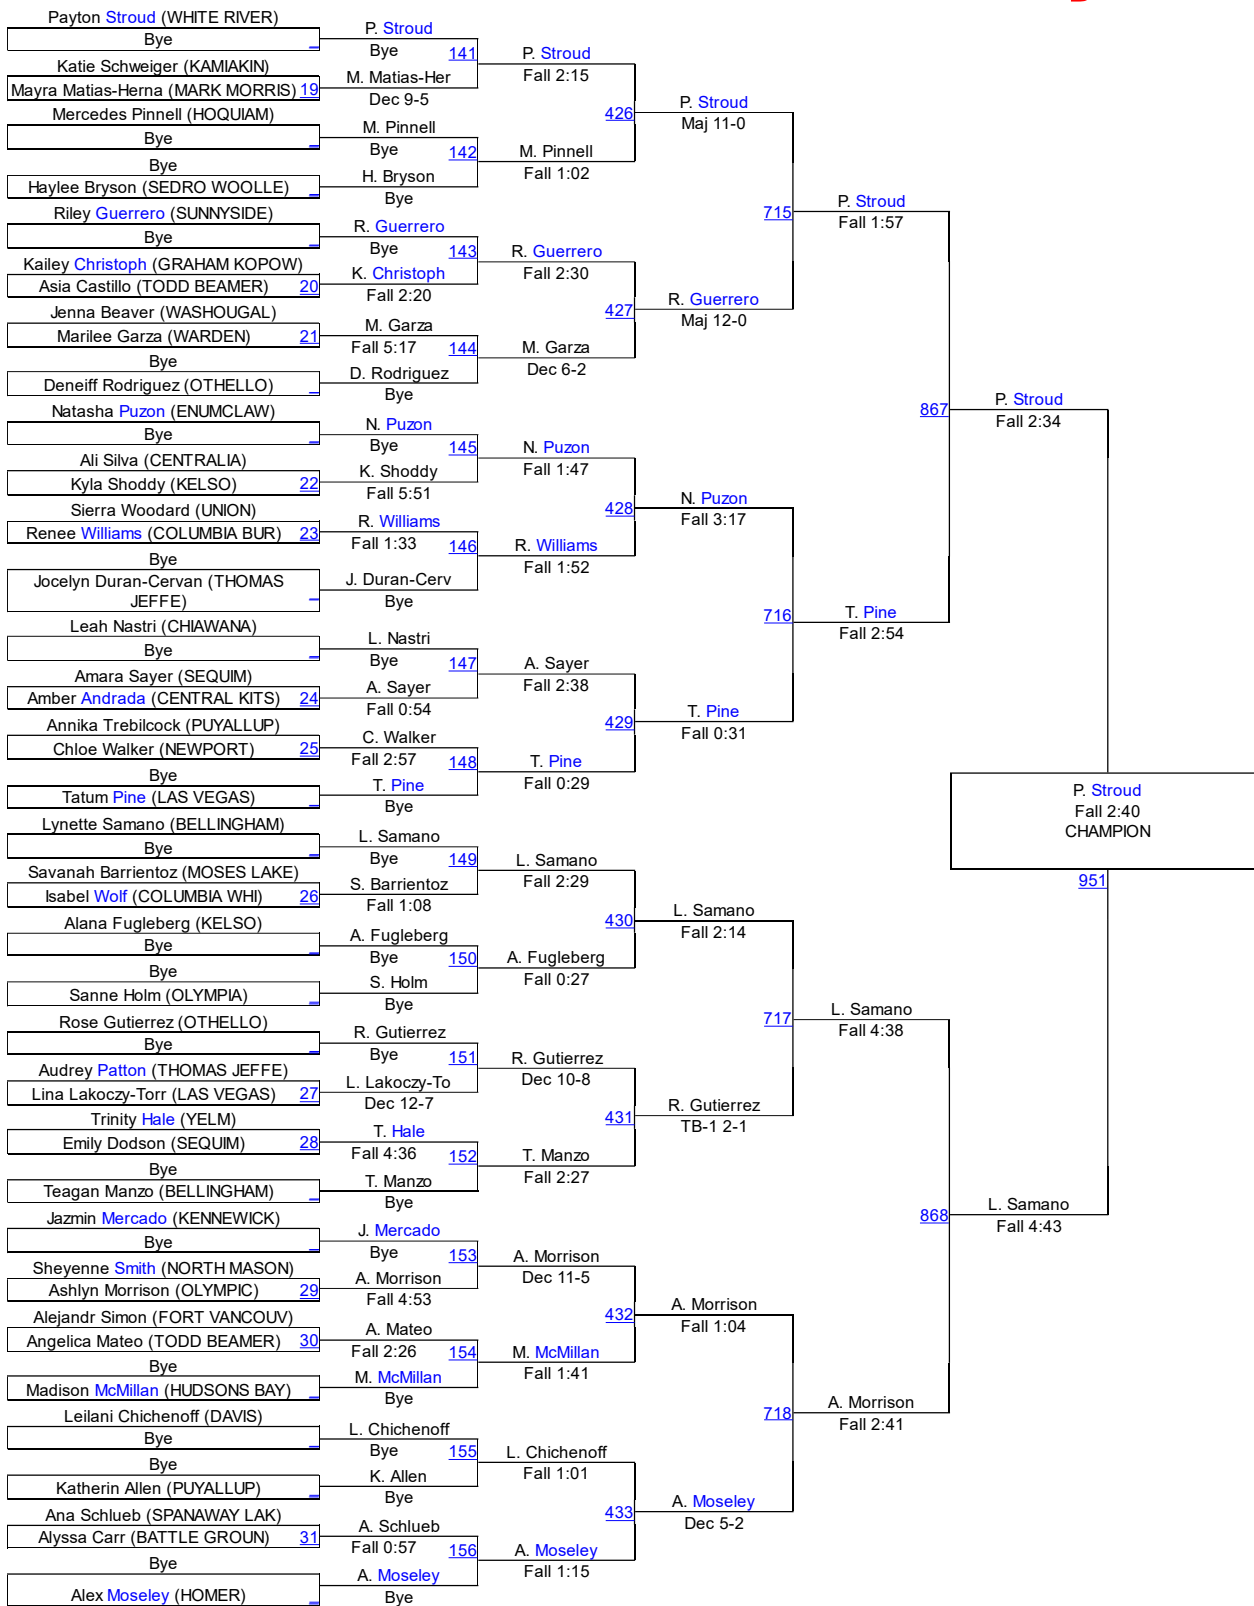 Payton Stroud (WHITE RIVER)
Bye
Katie Schweiger (KAMIAKIN)
Mayra Matias-Herna (MARK MORRIS) 19
Mercedes Pinnell (HOQUIAM)
Bye
Bye
Haylee Bryson (SEDRO WOOLLE)
Riley Guerrero (SUNNYSIDE)
Bye
Kailey Christoph (GRAHAM KOPOW)
Asia Castillo (TODD BEAMER) 20
Jenna Beaver (WASHOUGAL)
Marilee Garza (WARDEN) 21
Bye
Deneiff Rodriguez (OTHELLO)
Natasha Puzon (ENUMCLAW)
Bye
Ali Silva (CENTRALIA)
Kyla Shoddy (KELSO) 22
Sierra Woodard (UNION)
Renee Williams (COLUMBIA BUR) 23
Bye
Jocelyn Duran-Cervan (THOMAS
JEFFE)
Leah Nastri (CHIAWANA)
Bye
Amara Sayer (SEQUIM)
Amber Andrada (CENTRAL KITS) 24
Annika Trebilcock (PUYALLUP)
Chloe Walker (NEWPORT) 25
Bye
Tatum Pine (LAS VEGAS)
Lynette Samano (BELLINGHAM)
Bye
Savanah Barrientoz (MOSES LAKE)
Isabel Wolf (COLUMBIA WHI) 26
Alana Fugleberg (KELSO)
Bye
Bye
Sanne Holm (OLYMPIA)
Rose Gutierrez (OTHELLO)
Bye
Audrey Patton (THOMAS JEFFE)
Lina Lakoczy-Torr (LAS VEGAS) 27
Trinity Hale (YELM)
Emily Dodson (SEQUIM) 28
Bye
Teagan Manzo (BELLINGHAM)
Jazmin Mercado (KENNEWICK)
Bye
Sheyenne Smith (NORTH MASON)
Ashlyn Morrison (OLYMPIC) 29
Alejandr Simon (FORT VANCOUV)
Angelica Mateo (TODD BEAMER) 30
Bye
Madison McMillan (HUDSONS BAY)
Leilani Chichenoff (DAVIS)
Bye
Bye
Katherin Allen (PUYALLUP)
Ana Schlueb (SPANAWAY LAK)
Alyssa Carr (BATTLE GROUN) 31
Bye
Alex Moseley (HOMER)
P. Stroud
Bye 141
M. Matias-Her
Dec 9-5
M. Pinnell
Bye 142
H. Bryson
Bye
R. Guerrero
Bye 143
K. Christoph
Fall 2:20
M. Garza
Fall 5:17 144
D. Rodriguez
Bye
N. Puzon
Bye 145
K. Shoddy
Fall 5:51
R. Williams
Fall 1:33 146
J. Duran-Cerv
Bye
L. Nastri
Bye 147
A. Sayer
Fall 0:54
C. Walker
Fall 2:57 148
T. Pine
Bye
L. Samano
Bye 149
S. Barrientoz
Fall 1:08
A. Fugleberg
Bye 150
S. Holm
Bye
R. Gutierrez
Bye 151
L. Lakoczy-To
Dec 12-7
T. Hale
Fall 4:36 152
T. Manzo
Bye
J. Mercado
Bye 153
A. Morrison
Fall 4:53
A. Mateo
Fall 2:26 154
M. McMillan
Bye
L. Chichenoff
Bye 155
K. Allen
Bye
A. Schlueb
Fall 0:57 156
A. Moseley
Bye
P. Stroud
Fall 2:15
426
M. Pinnell
Fall 1:02
R. Guerrero
Fall 2:30
427
M. Garza
Dec 6-2
N. Puzon
Fall 1:47
428
R. Williams
Fall 1:52
A. Sayer
Fall 2:38
429
T. Pine
Fall 0:29
L. Samano
Fall 2:29
430
A. Fugleberg
Fall 0:27
R. Gutierrez
Dec 10-8
431
T. Manzo
Fall 2:27
A. Morrison
Dec 11-5
432
M. McMillan
Fall 1:41
L. Chichenoff
Fall 1:01
433
A. Moseley
Fall 1:15
P. Stroud
Maj 11-0
715
R. Guerrero
Maj 12-0
N. Puzon
Fall 3:17
716
T. Pine
Fall 0:31
L. Samano
Fall 2:14
717
R. Gutierrez
TB-1 2-1
A. Morrison
Fall 1:04
718
A. Moseley
Dec 5-2
P. Stroud
Fall 1:57
867
T. Pine
Fall 2:54
L. Samano
Fall 4:38
868
A. Morrison
Fall 2:41
P. Stroud
Fall 2:34
L. Samano
Fall 4:43
P. Stroud
Fall 2:40
CHAMPION
951